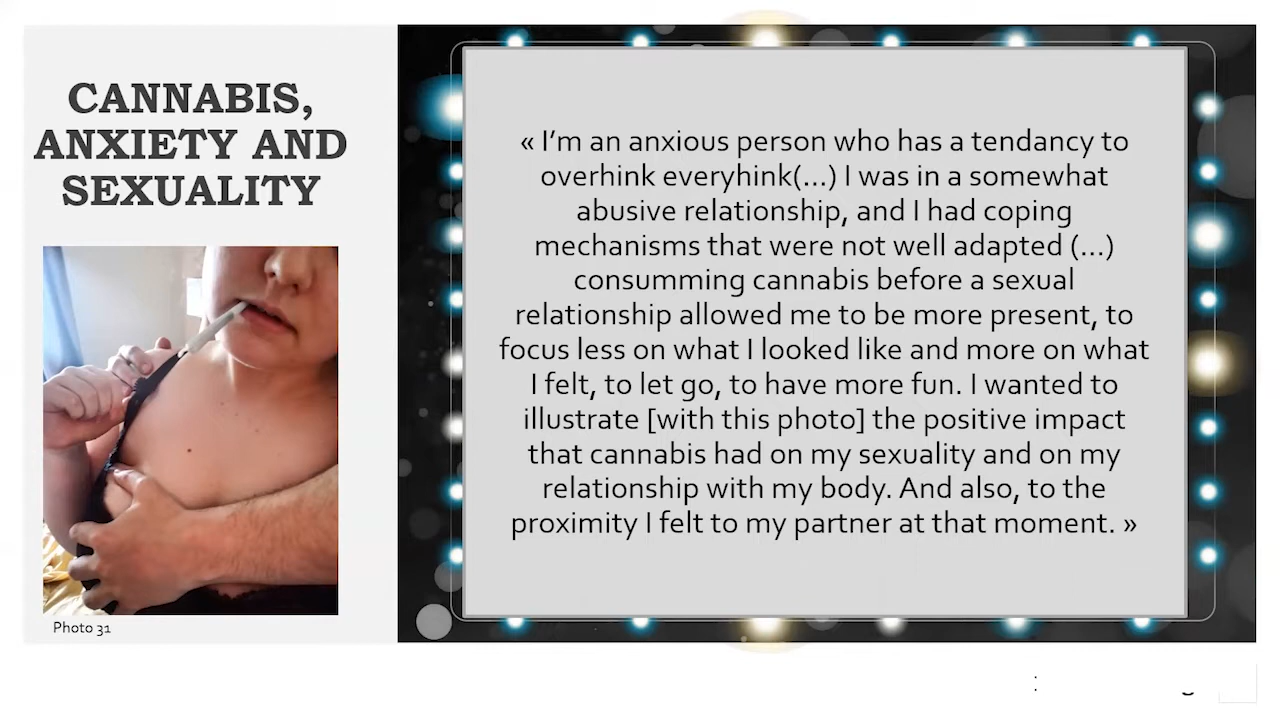 CANNABIS,
ANXIETY AND
SEXUALITY
Photo 31
« I’m an anxious person who has a tendancy to
overhink everyhink(...) I was in a somewhat
abusive relationship, and I had coping
mechanisms that were not well adapted (...)
consumming cannabis before a sexual
relationship allowed me to be more present, to
focus less on what I looked like and more on what
I felt, to let go, to have more fun. I wanted to
illustrate [with this photo] the positive impact
that cannabis had on my sexuality and on my
relationship with my body. And also, to the
proximity I felt to my partner at that moment. »